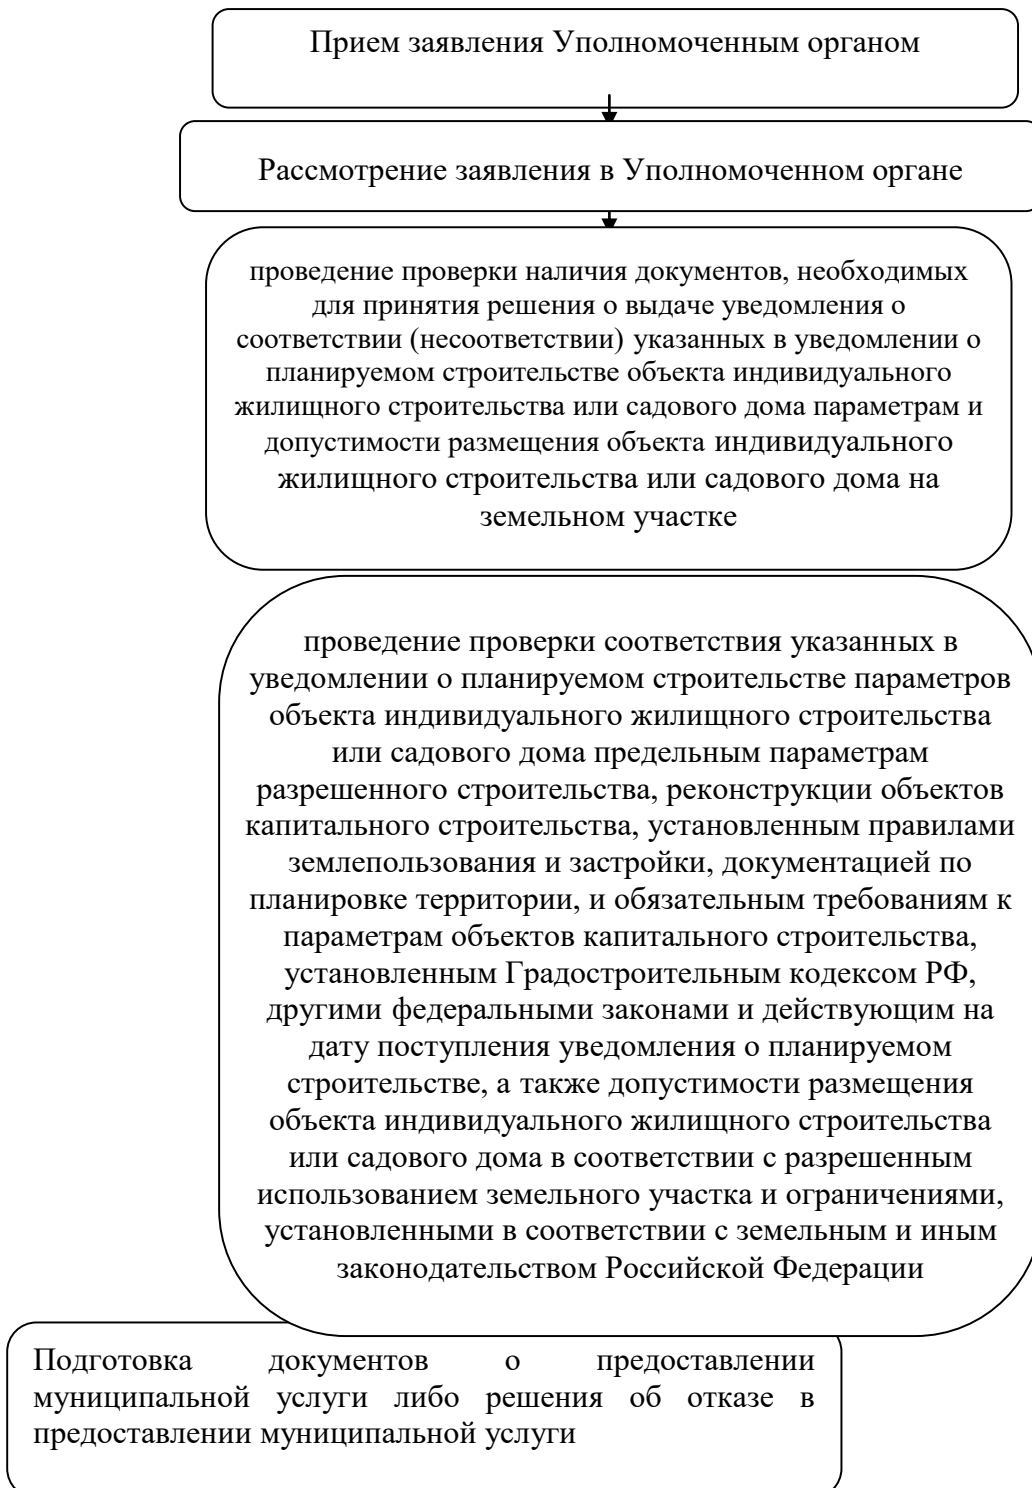 Прием заявления Уполномоченным органом
Рассмотрение заявления в Уполномоченном органе
проведение проверки наличия документов, необходимых
для принятия решения о выдаче уведомления о
соответствии (несоответствии) указанных в уведомлении о
планируемом строительстве объекта индивидуального
жилищного строительства или садового дома параметрам и
допустимости размещения объекта индивидуального
жилищного строительства или садового дома на
земельном участке
проведение проверки соответствия указанных в
уведомлении о планируемом строительстве параметров
объекта индивидуального жилищного строительства
или садового дома предельным параметрам
разрешенного строительства, реконструкции объектов
капитального строительства, установленным правилами
землепользования и застройки, документацией по
планировке территории, и обязательным требованиям к
параметрам объектов капитального строительства,
установленным Градостроительным кодексом РФ,
другими федеральными законами и действующим на
дату поступления уведомления о планируемом
строительстве, а также допустимости размещения
объекта индивидуального жилищного строительства
или садового дома в соответствии с разрешенным
использованием земельного участка и ограничениями,
установленными в соответствии с земельным и иным
законодательством Российской Федерации
Подготовка документов о предоставлении
муниципальной услуги либо решения об отказе в
предоставлении муниципальной услуги